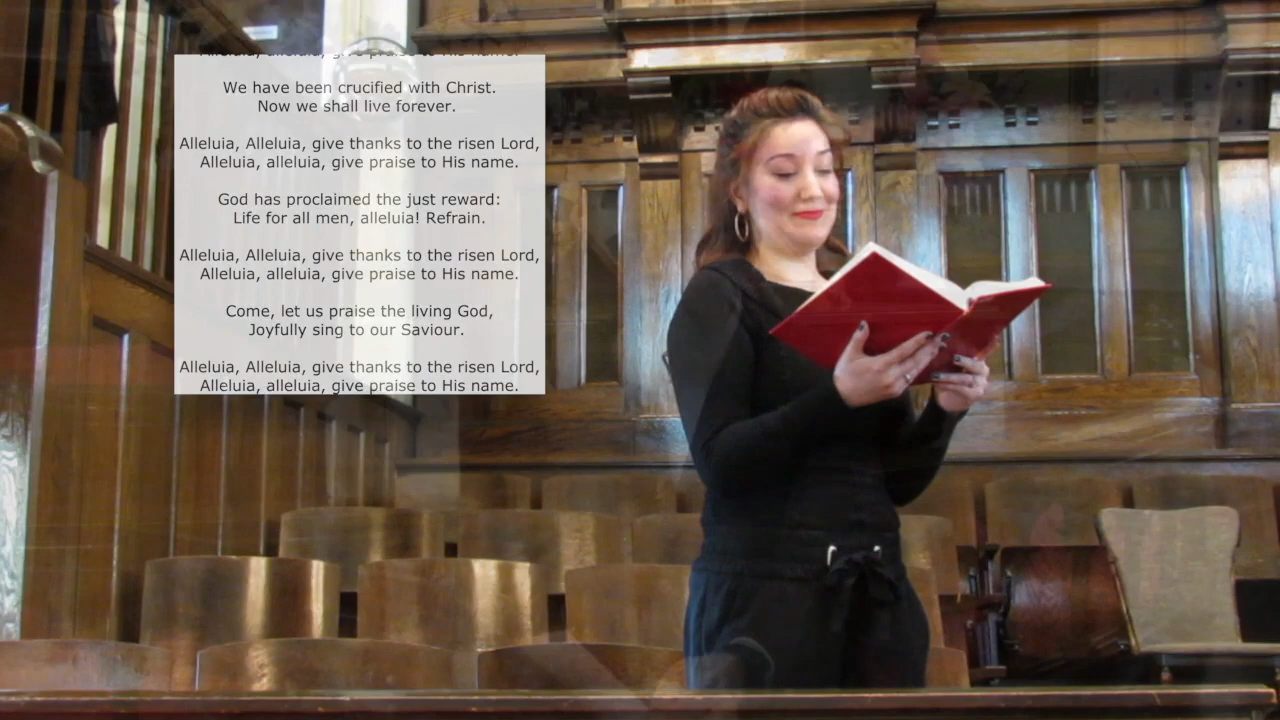 We have been crucified with Christ.
Now we shall live forever.
Alleluia, Alleluia, give thanks to the risen Lord,
Alleluia, alleluia, give praise to His name.
God has proclaimed the just reward:
Life for all men, alleluia! Refrain.
Alleluia, Alleluia, give thanks to the risen Lord,
Alleluia, alleluia, give praise to His name.
Come, let us praise the living God,
Joyfully sing to our Saviour.
Alleluia, Alleluia, give thanks to the risen Lord,
Alleluia, alleluia, give praise to His name.